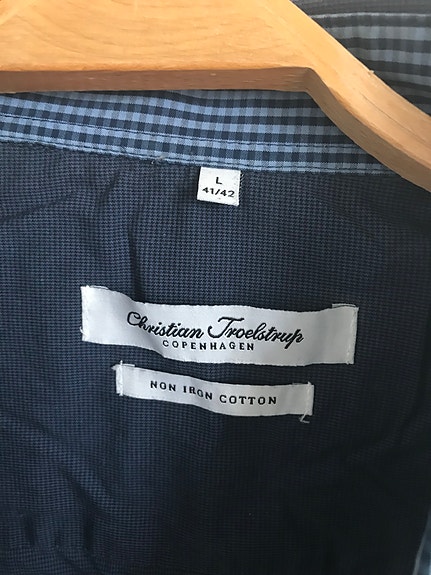 L
41/42
Christian Troelstrup
COPENHAGEN
NON IRON COTTON